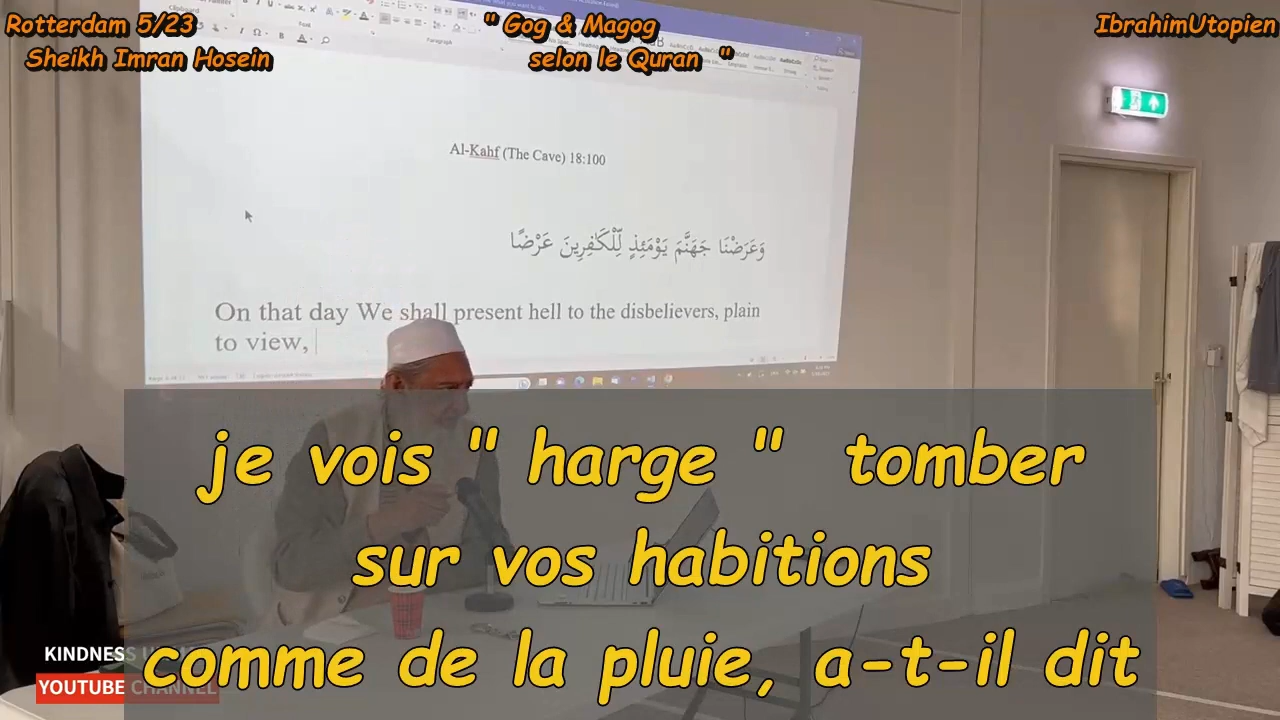 Rotterdam 5/23
Sheikh Imran Hosein
" Gog & Magog
selon le Quran "
IbrahimUtopien
Al-Kahf (The Cave) 18:100
وَعَرَضْنَا جَهَنَّمَ يَوْمَئِذٍ لِّلْكَٰفِرِينَ عَرْضًا
On that day We shall present hell to the disbelievers, plain
to view,
je vois " harge " tomber
sur vos habitions
comme de la pluie, a-t-il dit
KINDNESS
YOUTUBE CHANNEL